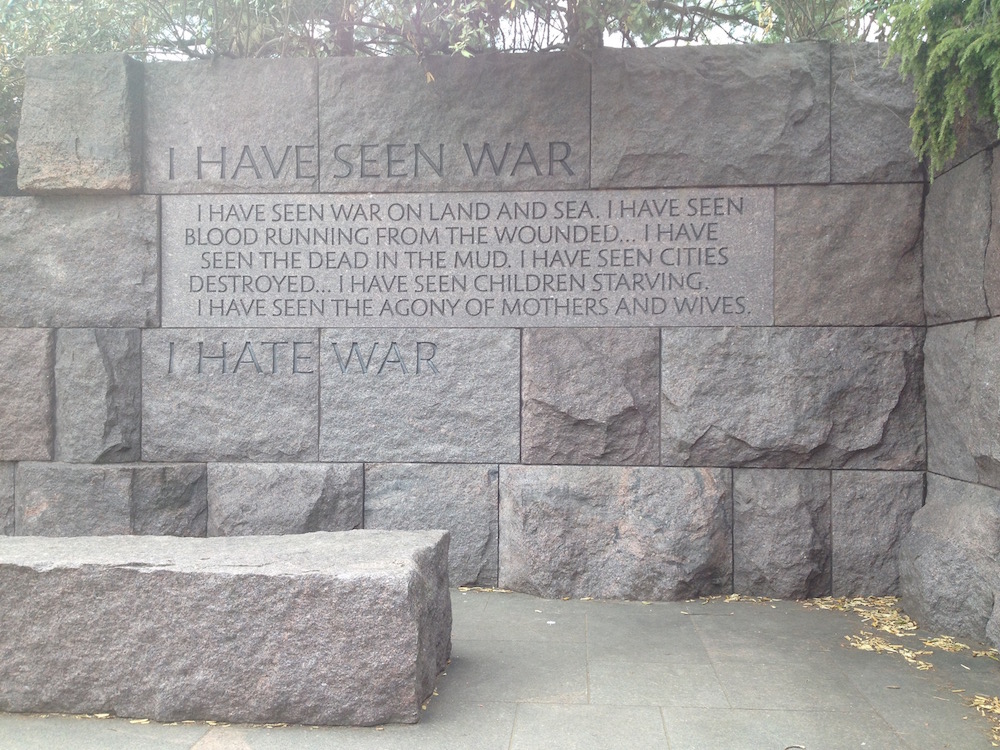 I HAVE SEEN WAR
I HAVE SEEN WAR ON LAND AND SEA. I HAVE SEEN
BLOOD RUNNING FROM THE WOUNDED... I HAVE
SEEN THE DEAD IN THE MUD. I HAVE SEEN CITIES
DESTROYED... I HAVE SEEN CHILDREN STARVING.
I HAVE SEEN THE AGONY OF MOTHERS AND WIVES.
I HATE WAR